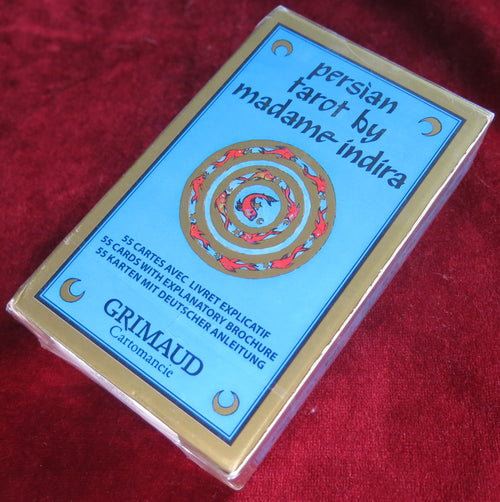 persian
tarot by
madame indira
55 CARTES AVEC LIVRET EXPLICATIF
55 CARDS WITH EXPLANATORY BROCHURE
55 KARTEN MIT DEUTSCHER ANLEITUNG
GRIMAUD
Cartomancie